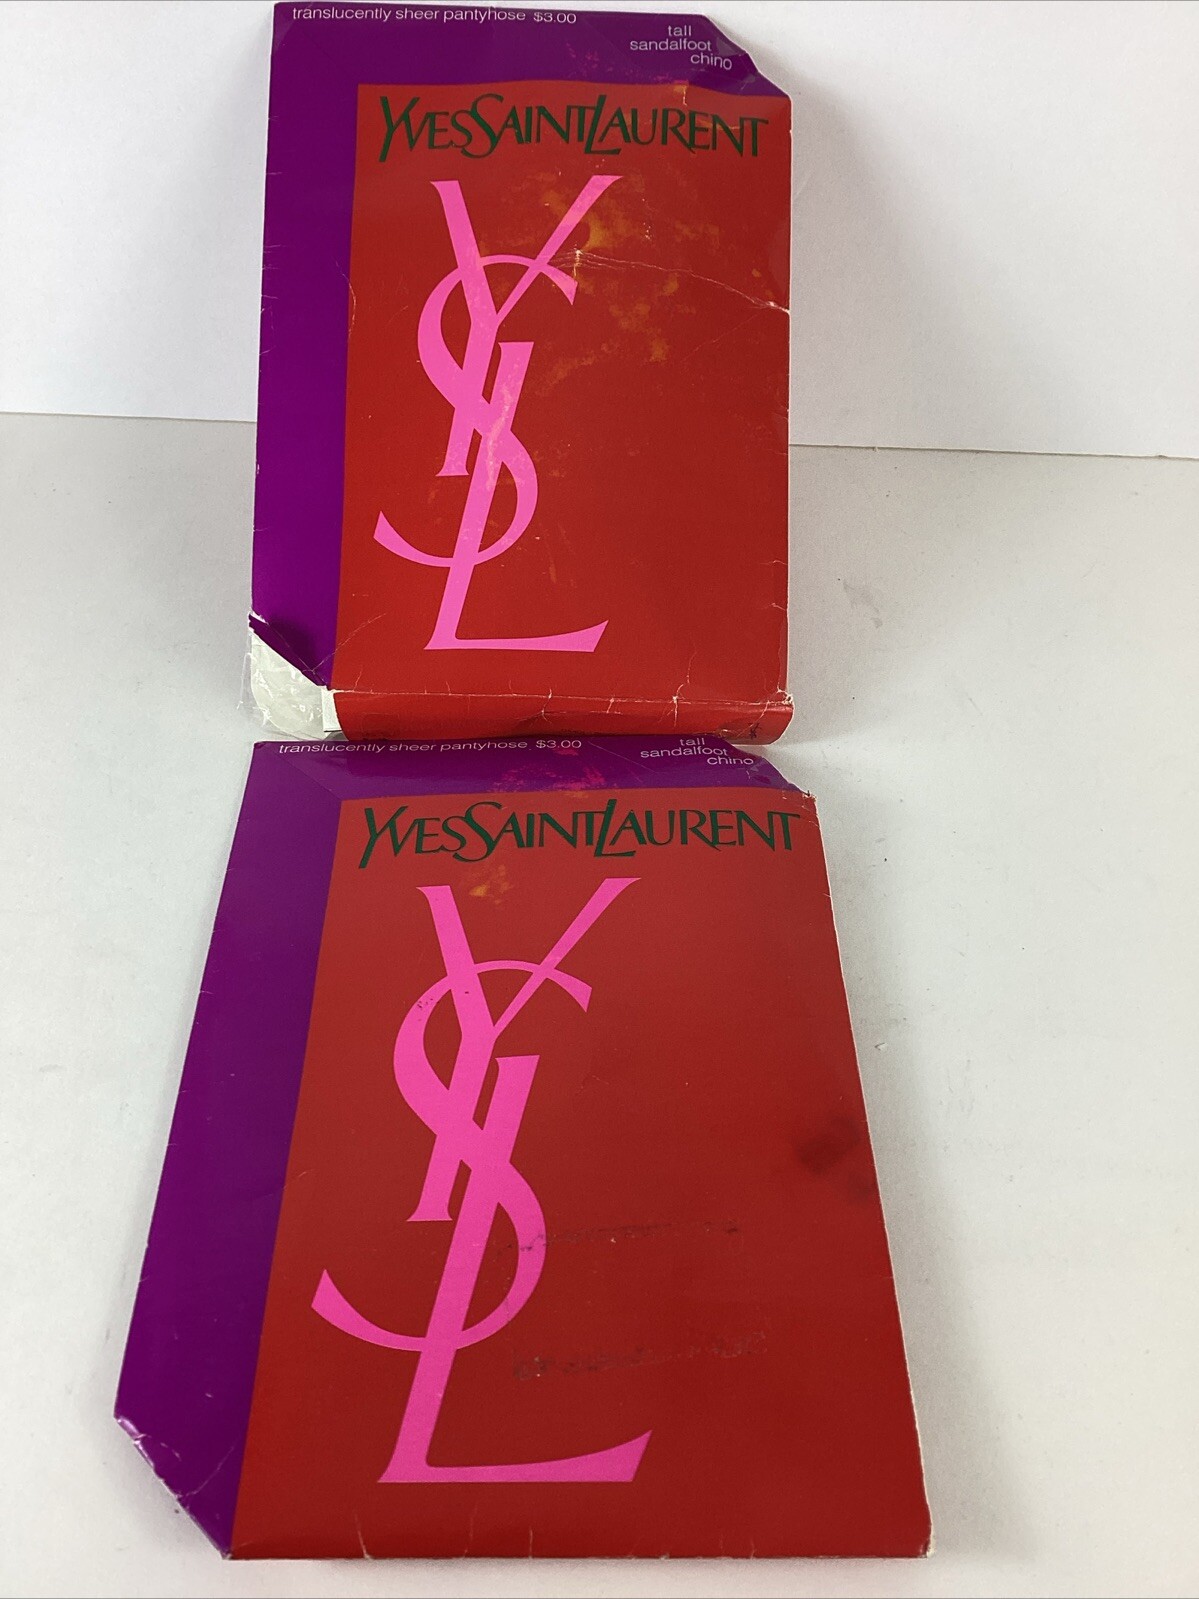 translucently sheer pantyhose $3.00
tall
sandalfoot
chino
YVESSAINTLAURENT
YSL
translucently sheer pantyhose $3.00
tall
sandalfoot
chino
YVESSAINTLAURENT
YSL